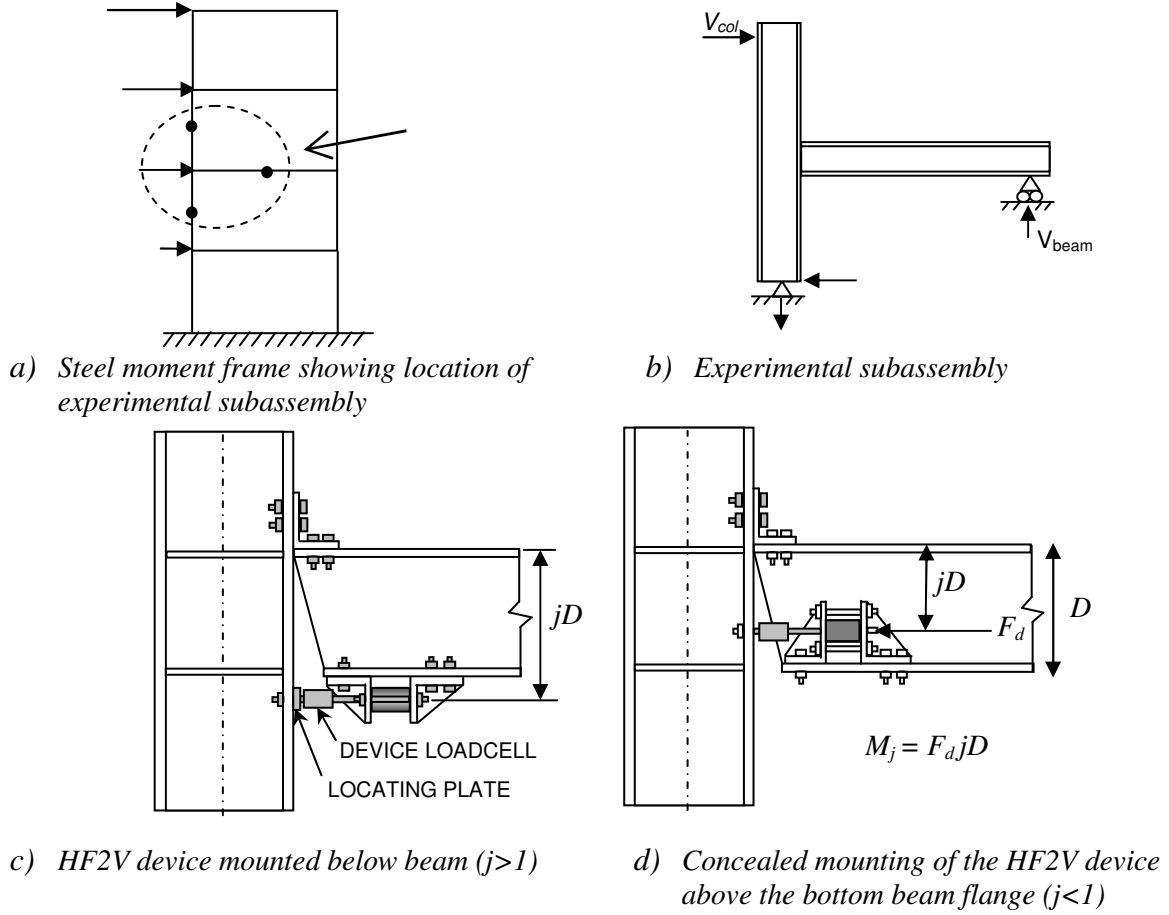 V_col
V_beam
a) Steel moment frame showing location of
experimental subassembly
b) Experimental subassembly
jD
DEVICE LOADCELL
LOCATING PLATE
jD
D
F_d
M_j = F_d jD
c) HF2V device mounted below beam (j>1)
d) Concealed mounting of the HF2V device
above the bottom beam flange (j<1)